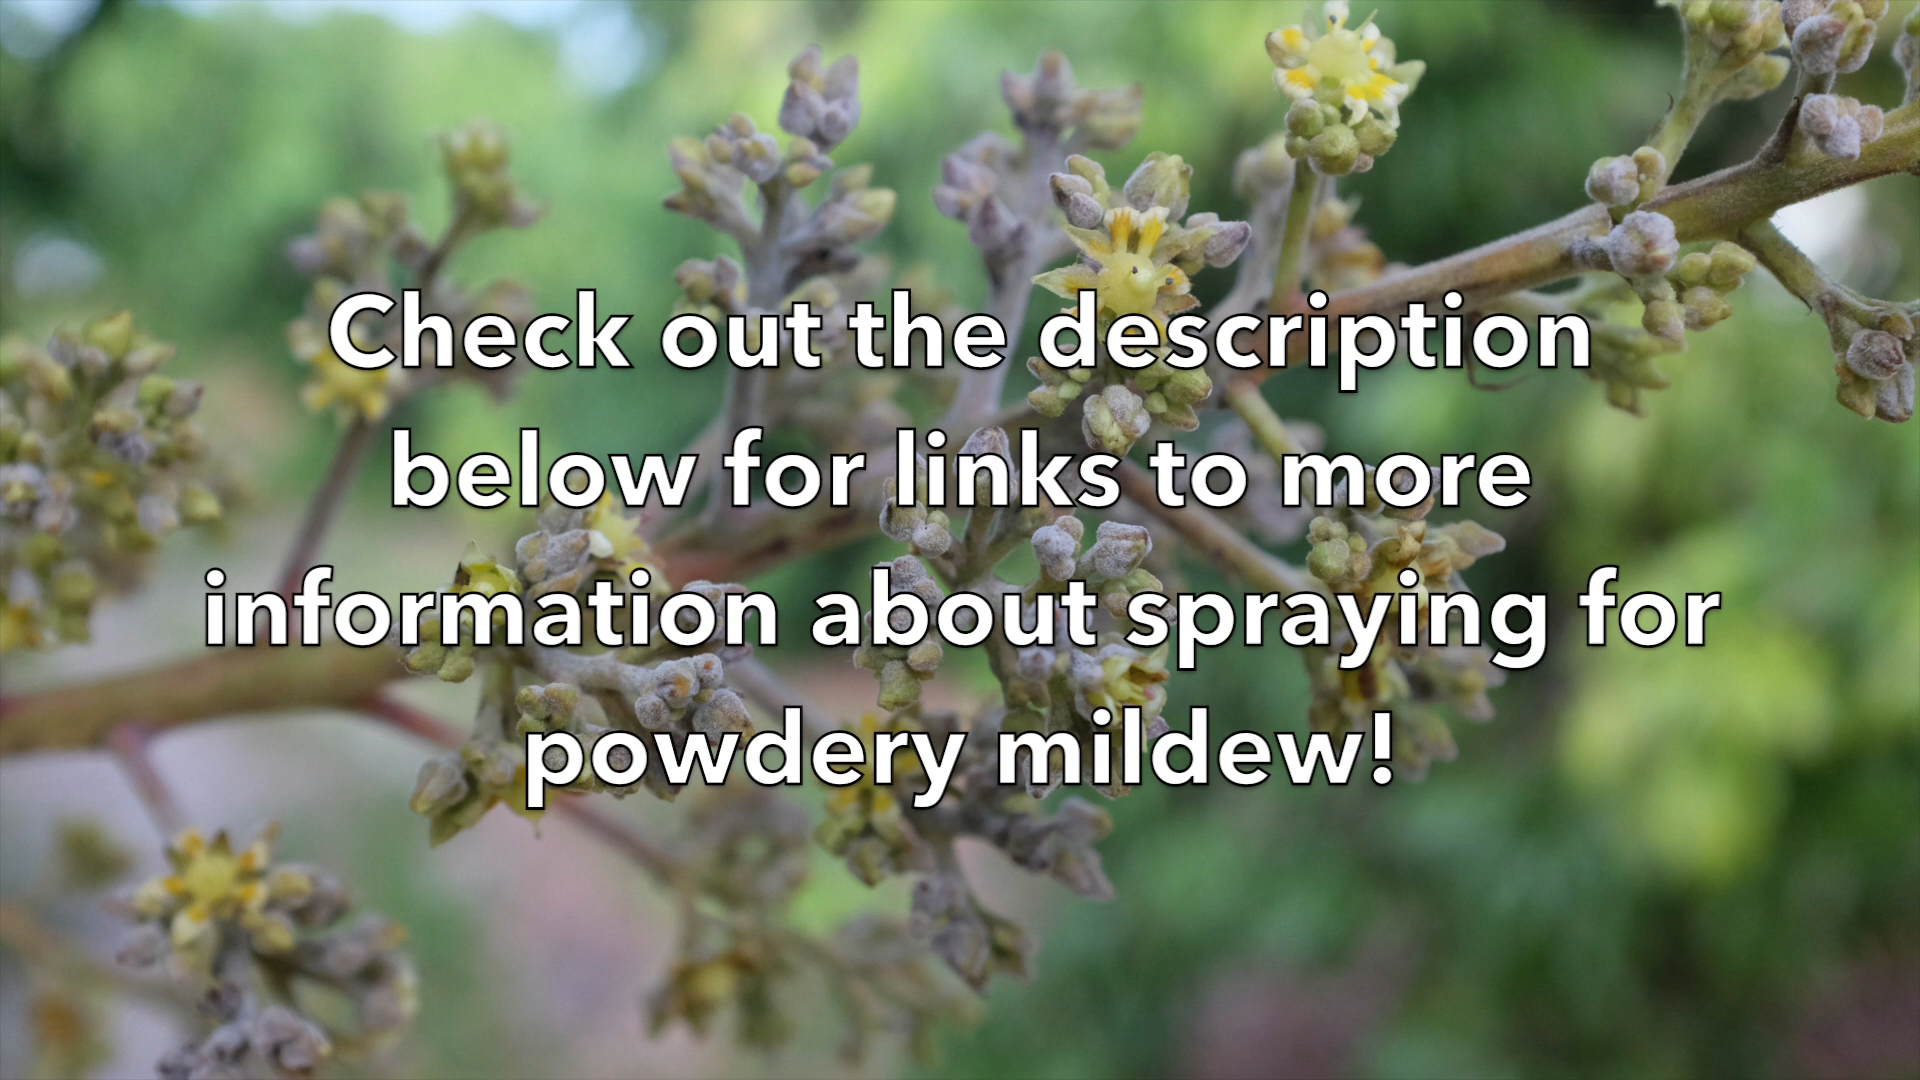 Check out the description
below for links to more
information about spraying for
powdery mildew!